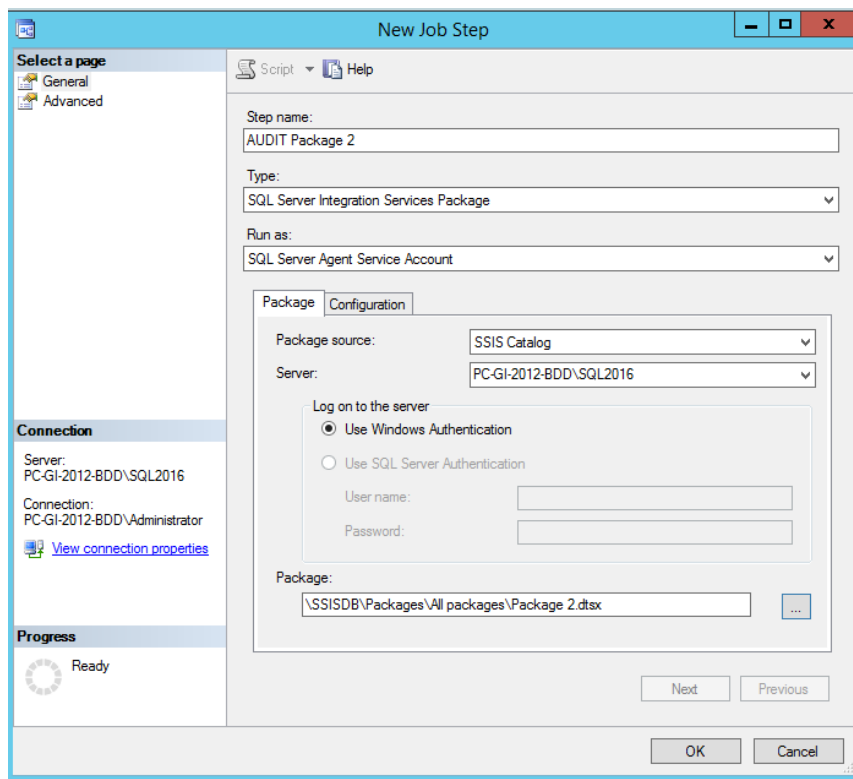 New Job Step
Select a page
General
Advanced
Script
Help
Step name:
AUDIT Package 2
Type:
SQL Server Integration Services Package
Run as:
SQL Server Agent Service Account
Package
Configuration
Package source:
SSIS Catalog
Server:
PC-GI-2012-BDD\SQL2016
Log on to the server
Use Windows Authentication
Use SQL Server Authentication
User name:
Password:
Package:
\SSISDB\Packages\All packages\Package 2.dtsx
...
Connection
Server:
PC-GI-2012-BDD\SQL2016
Connection:
PC-GI-2012-BDD\Administrator
View connection properties
Progress
Ready
Next
Previous
OK
Cancel